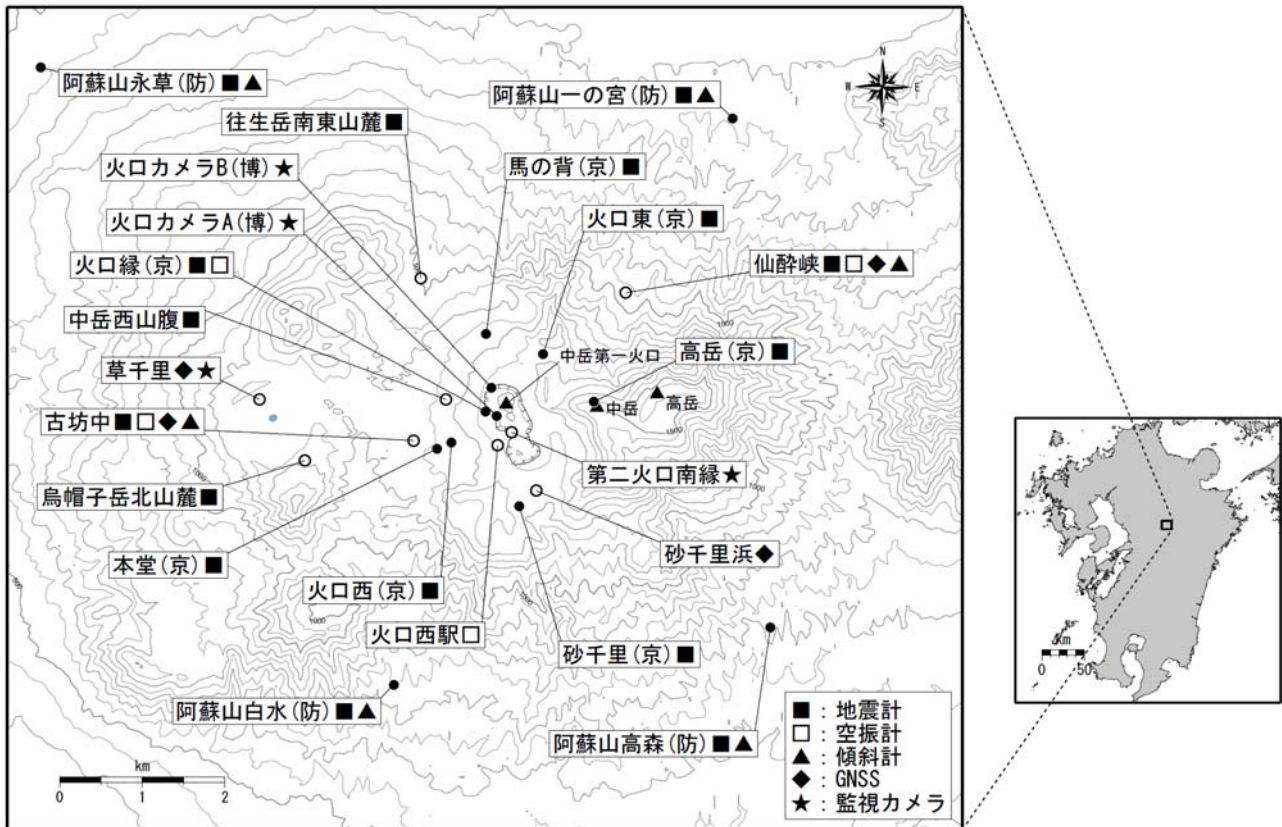 N
W E
S
阿蘇山永草(防)■▲
阿蘇山一の宮(防)■▲
往生岳南東山麓■
火口カメラB(博)★
馬の背(京)■
火口カメラA(博)★
火口東(京)■
火口縁(京)■□
仙酔峡■□◆▲
中岳西山腹■
1000
中岳第一火口
高岳(京)■
草千里◆★
中岳
高岳
古坊中■□◆▲
1500
第二火口南縁★
烏帽子岳北山麓■
1000
1000
砂千里浜◆
本堂(京)■
火口西(京)■
500
1000
1000
火口西駅□
砂千里(京)■
阿蘇山白水(防)■▲
阿蘇山高森(防)■▲
■：地震計
□：空振計
▲：傾斜計
◆：GNSS
★：監視カメラ
km
0 1 2
km
0 50